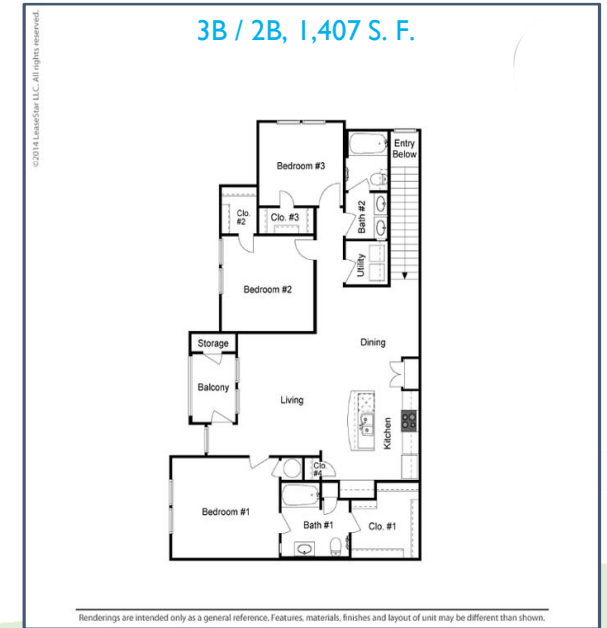 3B / 2B, 1,407 S. F.
©2014 LeaseStar LLC. All rights reserved.
Entry
Below
Bedroom #3
Clo.
#2
Clo. #3
Bath #2
Utility
Bedroom #2
Storage
Dining
Balcony
Living
Kitchen
Clo.
#4
Bedroom #1
Bath #1
Clo. #1
Renderings are intended only as a general reference. Features, materials, finishes and layout of unit may be different than shown.